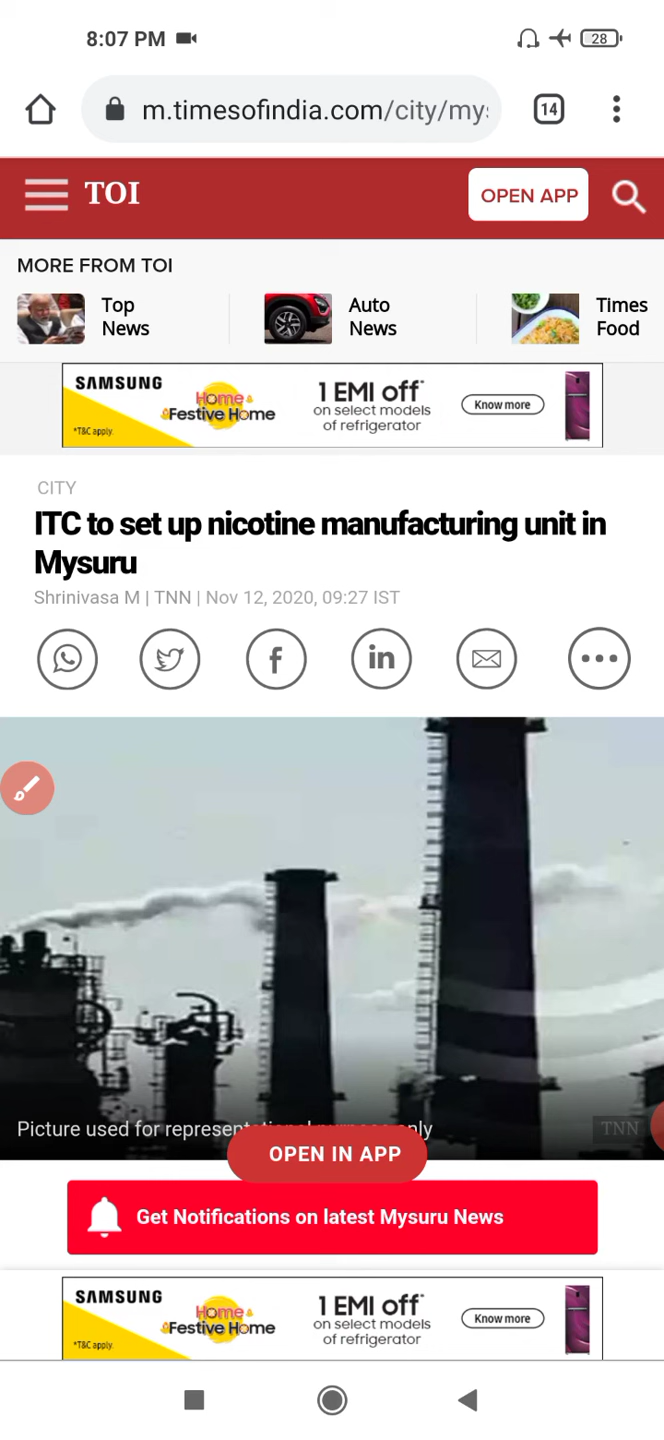 8:07 PM
28
m.timesofindia.com/city/mys
14
TOI
OPEN APP
MORE FROM TOI
Top
News
Auto
News
Times
Food
SAMSUNG
Home &
Festive Home
*T&C apply.
1 EMI off*
on select models
of refrigerator
Know more
CITY
ITC to set up nicotine manufacturing unit in
Mysuru
Shrinivasa M | TNN | Nov 12, 2020, 09:27 IST
in
Picture used for representational purpose only
TNN
OPEN IN APP
Get Notifications on latest Mysuru News
SAMSUNG
Home &
Festive Home
*T&C apply.
1 EMI off*
on select models
of refrigerator
Know more